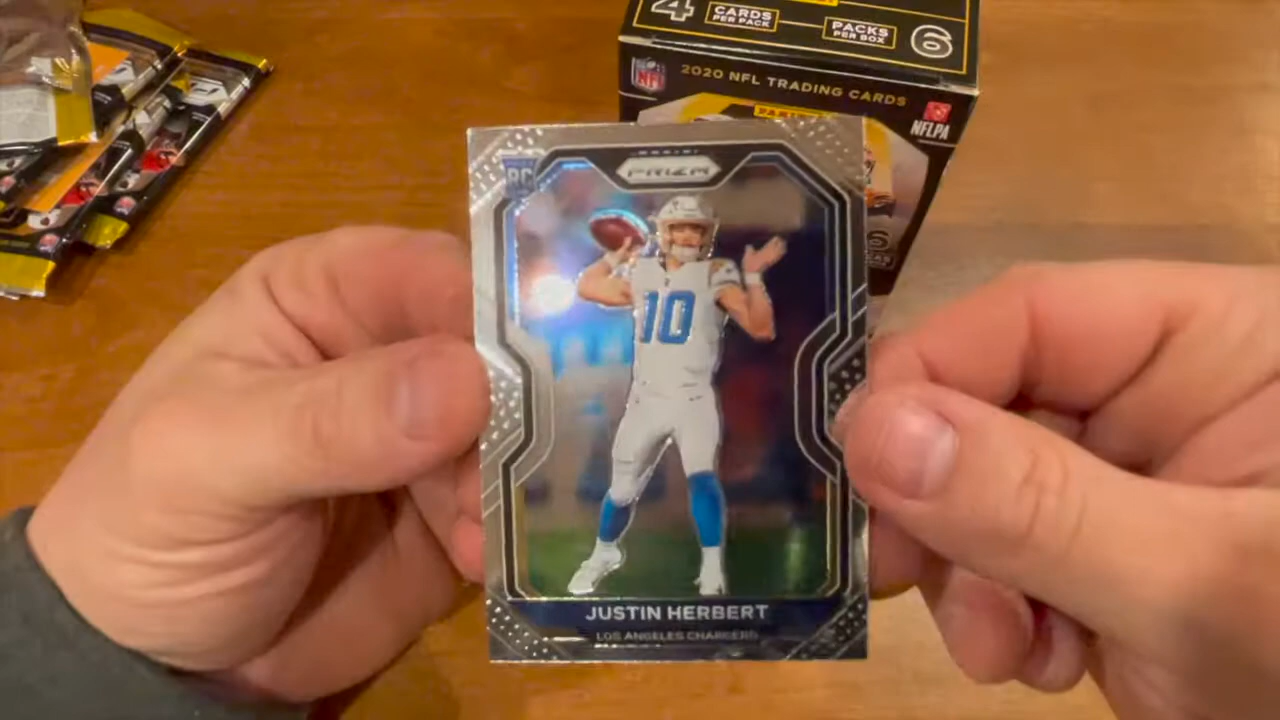 4 CARDS PER PACK PACKS PER BOX 6
NFL 2020 NFL TRADING CARDS
NFLPA
PANINI
PRIZM
RC
10
JUSTIN HERBERT
LOS ANGELES CHARGERS